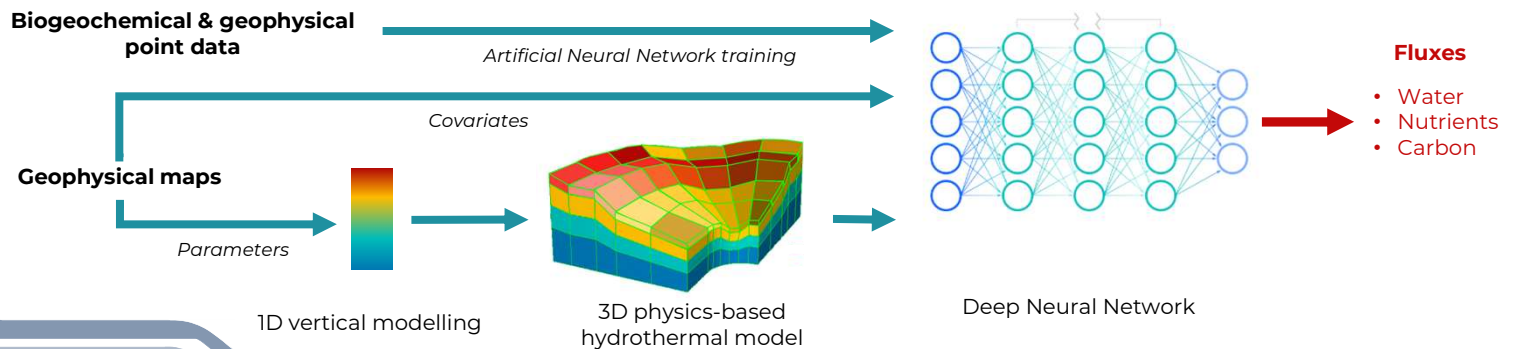 Biogeochemical & geophysical
point data
Artificial Neural Network training
Covariates
Geophysical maps
Parameters
1D vertical modelling
3D physics-based
hydrothermal model
Deep Neural Network
Fluxes
• Water
• Nutrients
• Carbon